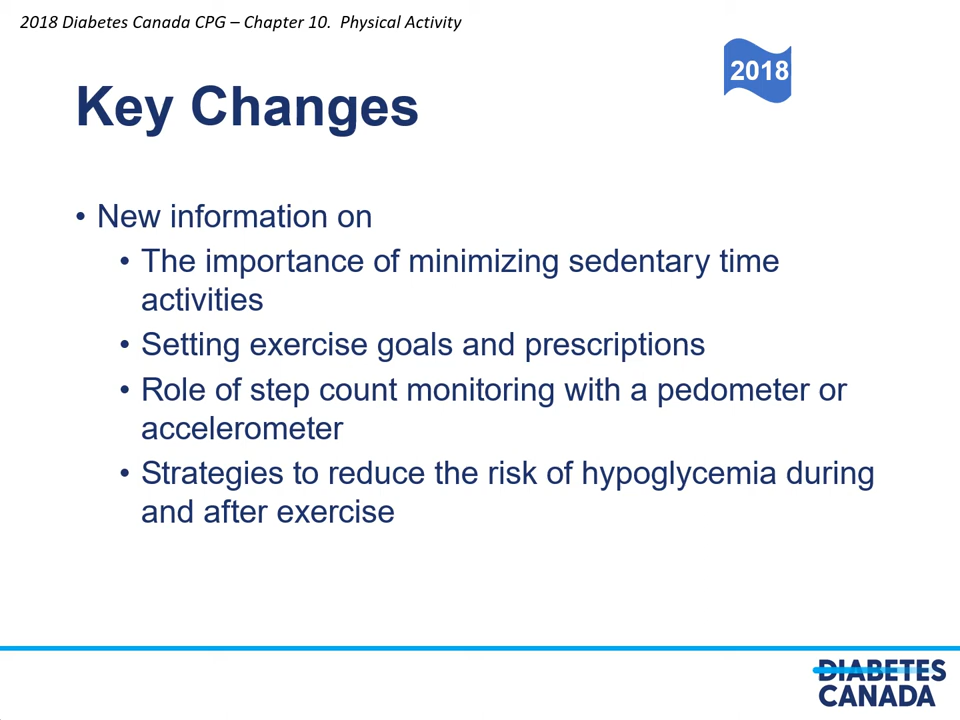 2018 Diabetes Canada CPG – Chapter 10.  Physical Activity
2018
Key Changes
• New information on
• The importance of minimizing sedentary time
activities
• Setting exercise goals and prescriptions
• Role of step count monitoring with a pedometer or
accelerometer
• Strategies to reduce the risk of hypoglycemia during
and after exercise
DIABETES
CANADA